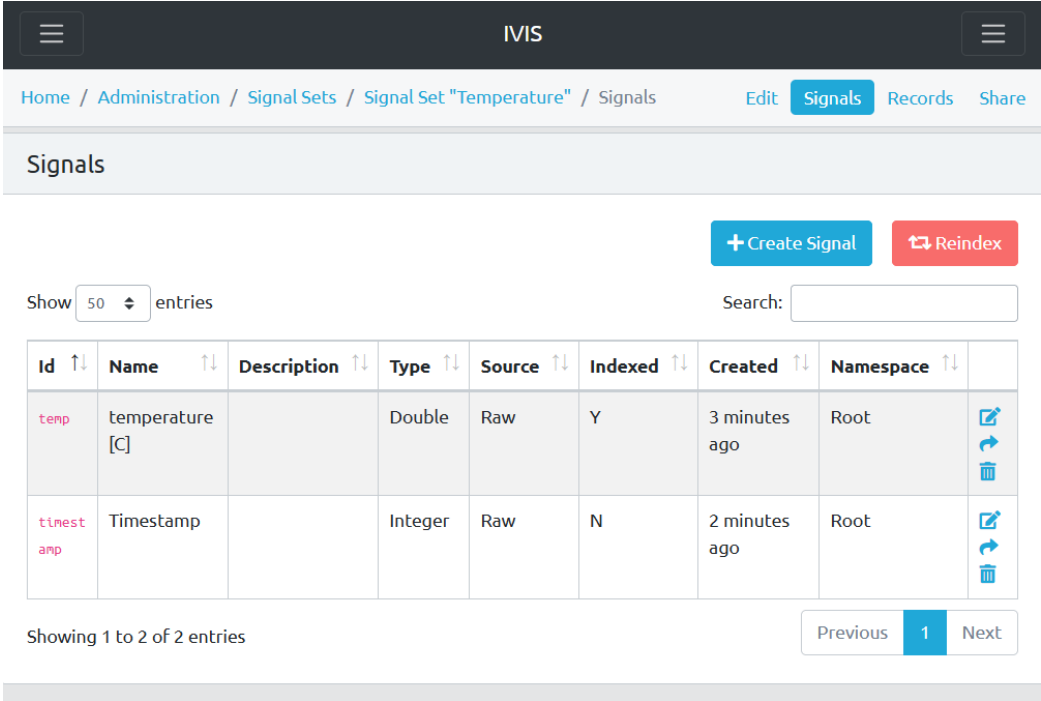 IVIS
Home / Administration / Signal Sets / Signal Set "Temperature" / Signals Edit Signals Records Share
Signals
Create Signal Reindex
Show 50 entries Search:
Id Name Description Type Source Indexed Created Namespace
temp temperature Double Raw Y 3 minutes Root
[C] ago
timest Timestamp Integer Raw N 2 minutes Root
amp ago
Showing 1 to 2 of 2 entries Previous 1 Next